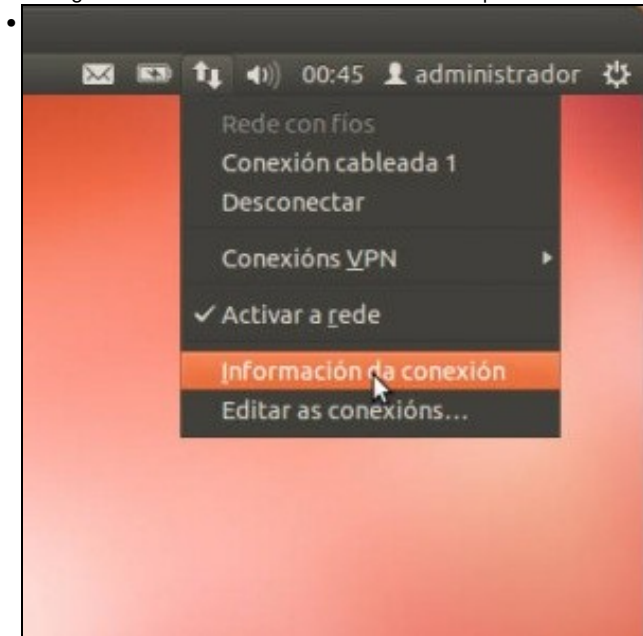 00:45 administrador
Rede con fíos
Conexión cableada 1
Desconectar
Conexións VPN
Activar a rede
Información da conexión
Editar as conexións...